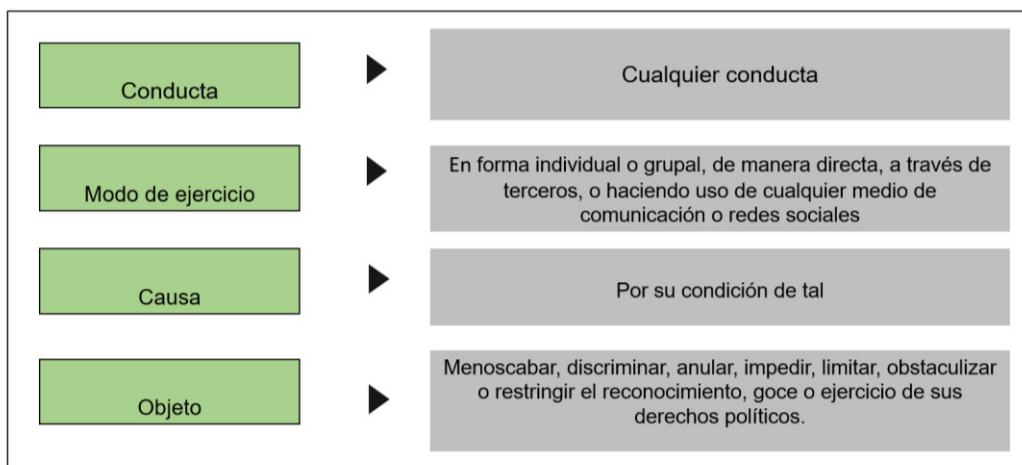 Conducta
Cualquier conducta
Modo de ejercicio
En forma individual o grupal, de manera directa, a través de
terceros, o haciendo uso de cualquier medio de
comunicación o redes sociales
Causa
Por su condición de tal
Objeto
Menoscabar, discriminar, anular, impedir, limitar, obstaculizar
o restringir el reconocimiento, goce o ejercicio de sus
derechos políticos.